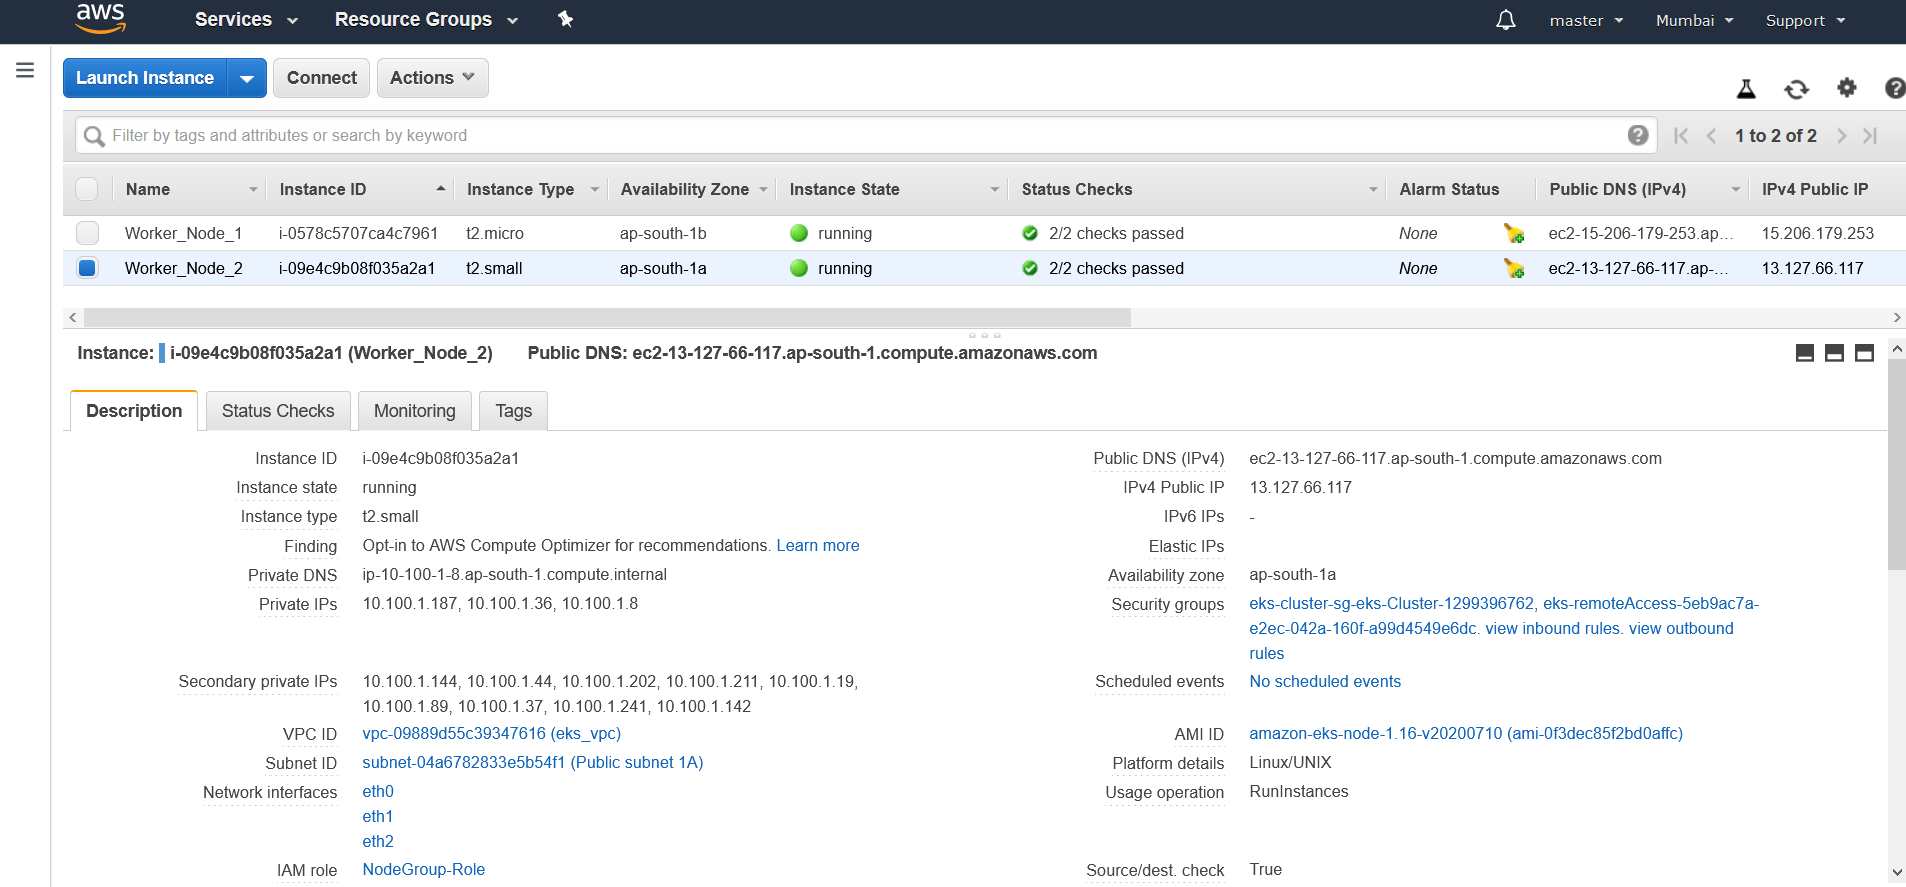 aws Services Resource Groups master Mumbai Support
Launch Instance Connect Actions
Filter by tags and attributes or search by keyword ? 1 to 2 of 2
Name Instance ID Instance Type Availability Zone Instance State Status Checks Alarm Status Public DNS (IPv4) IPv4 Public IP
Worker_Node_1 i-0578c5707ca4c7961 t2.micro ap-south-1b running 2/2 checks passed None ec2-15-206-179-253.ap... 15.206.179.253
Worker_Node_2 i-09e4c9b08f035a2a1 t2.small ap-south-1a running 2/2 checks passed None ec2-13-127-66-117.ap-... 13.127.66.117
Instance: i-09e4c9b08f035a2a1 (Worker_Node_2) Public DNS: ec2-13-127-66-117.ap-south-1.compute.amazonaws.com
Description Status Checks Monitoring Tags
Instance ID i-09e4c9b08f035a2a1 Public DNS (IPv4) ec2-13-127-66-117.ap-south-1.compute.amazonaws.com
Instance state running IPv4 Public IP 13.127.66.117
Instance type t2.small IPv6 IPs -
Finding Opt-in to AWS Compute Optimizer for recommendations. Learn more Elastic IPs
Private DNS ip-10-100-1-8.ap-south-1.compute.internal Availability zone ap-south-1a
Private IPs 10.100.1.187, 10.100.1.36, 10.100.1.8 Security groups eks-cluster-sg-eks-Cluster-1299396762, eks-remoteAccess-5eb9ac7a-
e2ec-042a-160f-a99d4549e6dc. view inbound rules. view outbound
rules
Secondary private IPs 10.100.1.144, 10.100.1.44, 10.100.1.202, 10.100.1.211, 10.100.1.19, Scheduled events No scheduled events
10.100.1.89, 10.100.1.37, 10.100.1.241, 10.100.1.142
VPC ID vpc-09889d55c39347616 (eks_vpc) AMI ID amazon-eks-node-1.16-v20200710 (ami-0f3dec85f2bd0affc)
Subnet ID subnet-04a6782833e5b54f1 (Public subnet 1A) Platform details Linux/UNIX
Network interfaces eth0 Usage operation RunInstances
eth1
eth2
IAM role NodeGroup-Role Source/dest. check True